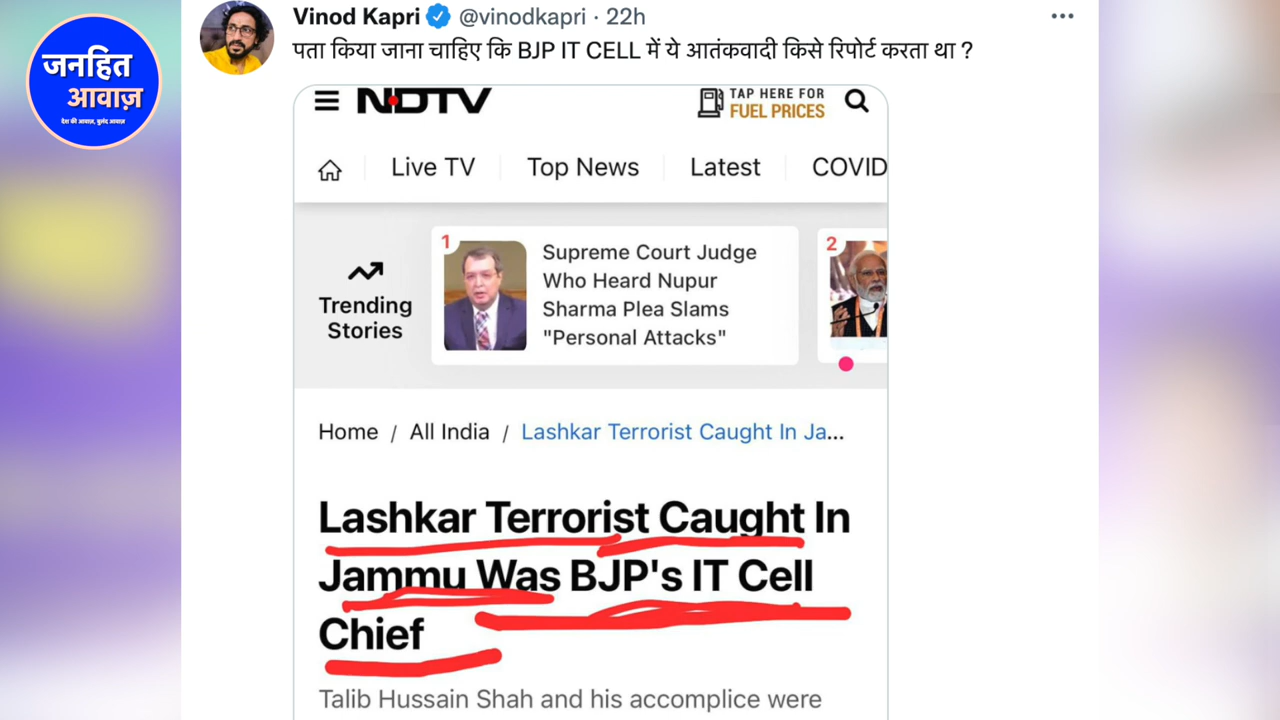 जनहित
आवाज़
देश की आवाज़, बुलंद आवाज़
Vinod Kapri @vinodkapri · 22h
पता किया जाना चाहिए कि BJP IT CELL में ये आतंकवादी किसे रिपोर्ट करता था ?
NDTV
TAP HERE FOR
FUEL PRICES
Live TV
Top News
Latest
COVID
Trending
Stories
1
Supreme Court Judge
Who Heard Nupur
Sharma Plea Slams
"Personal Attacks"
2
Home / All India / Lashkar Terrorist Caught In Ja...
Lashkar Terrorist Caught In
Jammu Was BJP's IT Cell
Chief
Talib Hussain Shah and his accomplice were